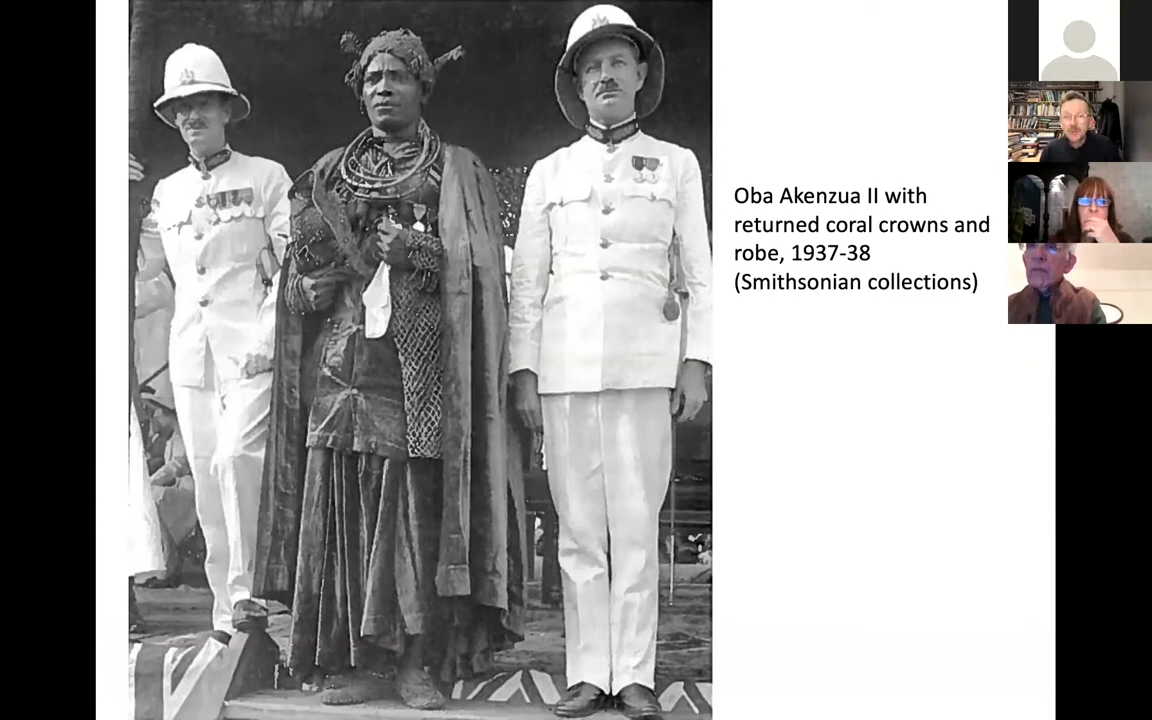 Oba Akenzua II with
returned coral crowns and
robe, 1937-38
(Smithsonian collections)